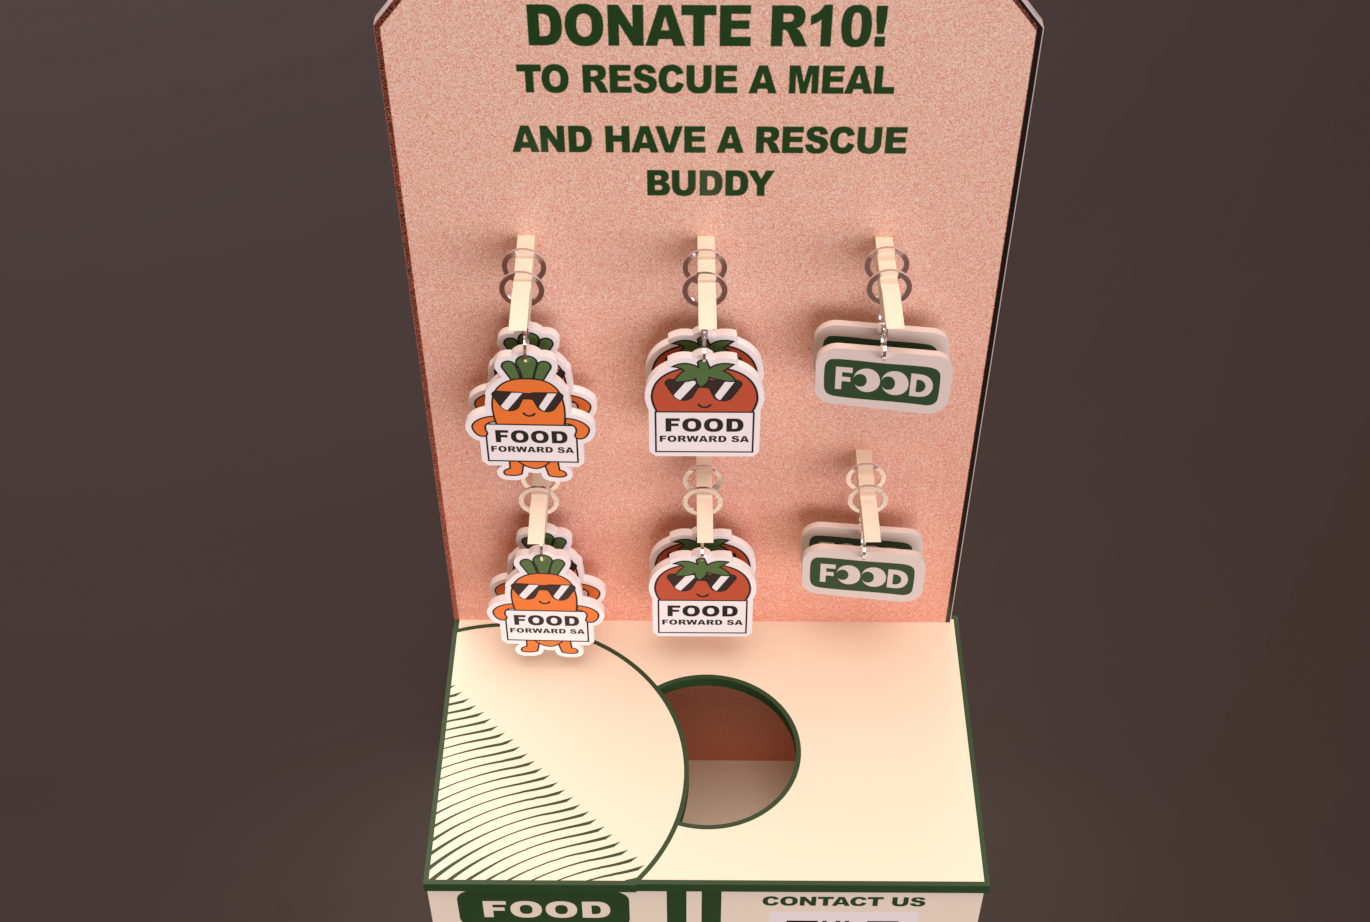 DONATE R10!
TO RESCUE A MEAL
AND HAVE A RESCUE
BUDDY
FOOD
FORWARD SA
FOOD
FORWARD SA
FOOD
FOOD
FORWARD SA
FOOD
FORWARD SA
FOOD
FOOD
CONTACT US